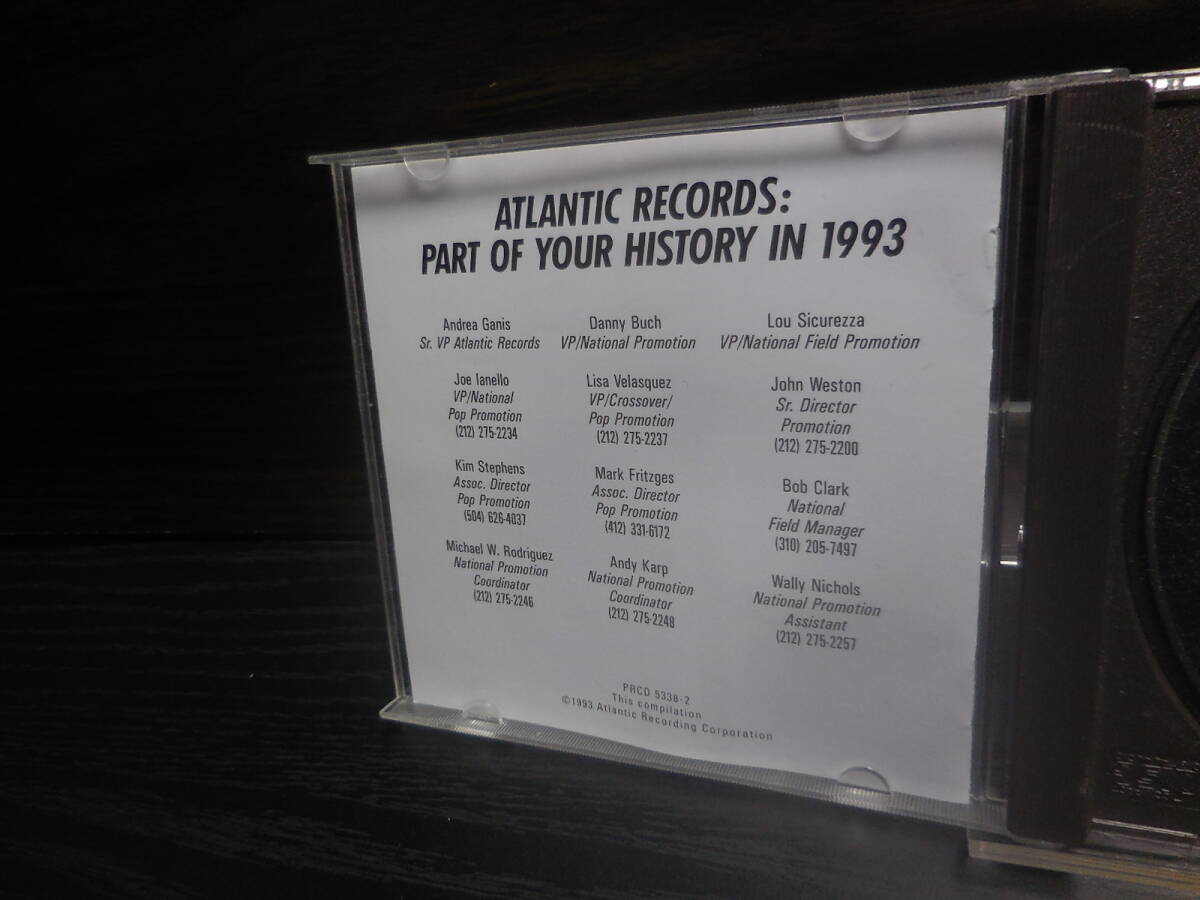 ATLANTIC RECORDS:
PART OF YOUR HISTORY IN 1993
Andrea Ganis
Sr. VP Atlantic Records
Danny Buch
VP/National Promotion
Lou Sicurezza
VP/National Field Promotion
Joe Ianello
VP/National
Pop Promotion
(212) 275-2234
Lisa Velasquez
VP/Crossover/
Pop Promotion
(212) 275-2237
John Weston
Sr. Director
Promotion
(212) 275-2200
Kim Stephens
Assoc. Director
Pop Promotion
(504) 626-4037
Mark Fritzges
Assoc. Director
Pop Promotion
(412) 331-6172
Bob Clark
National
Field Manager
(310) 205-7497
Michael W. Rodriguez
National Promotion
Coordinator
(212) 275-2246
Andy Karp
National Promotion
Coordinator
(212) 275-2248
Wally Nichols
National Promotion
Assistant
(212) 275-2257
PRCD 5338-2
This compilation
©1993 Atlantic Recording Corporation